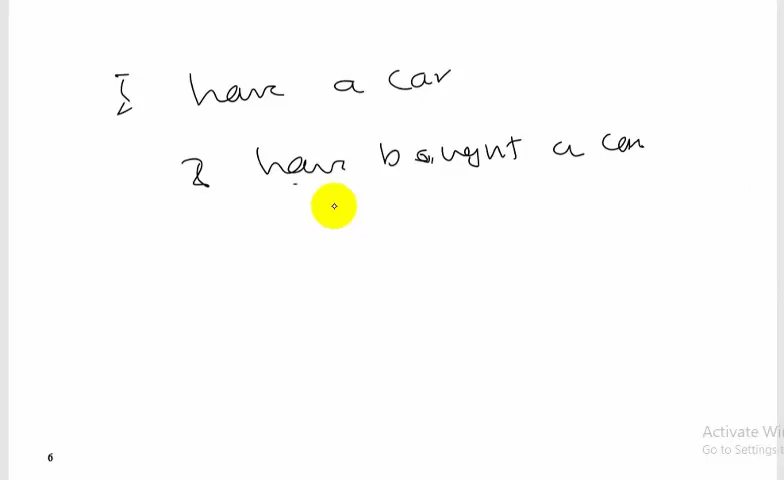 I have a car
I have bought a car
6
Activate Wi
Go to Settings t